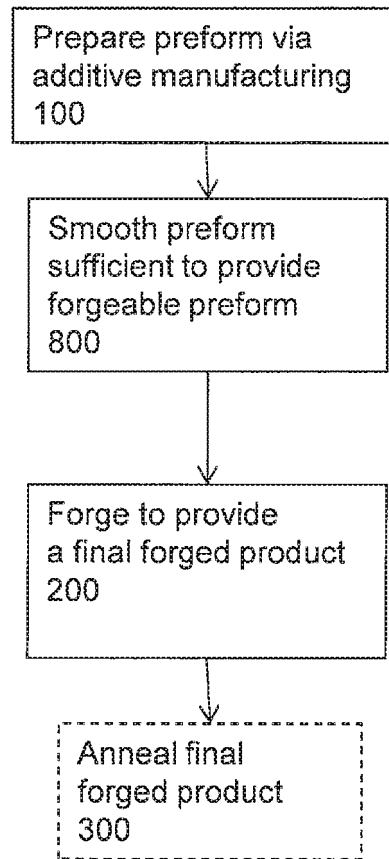 Prepare preform via
additive manufacturing
100
Smooth preform
sufficient to provide
forgeable preform
800
Forge to provide
a final forged product
200
Anneal final
forged product
300